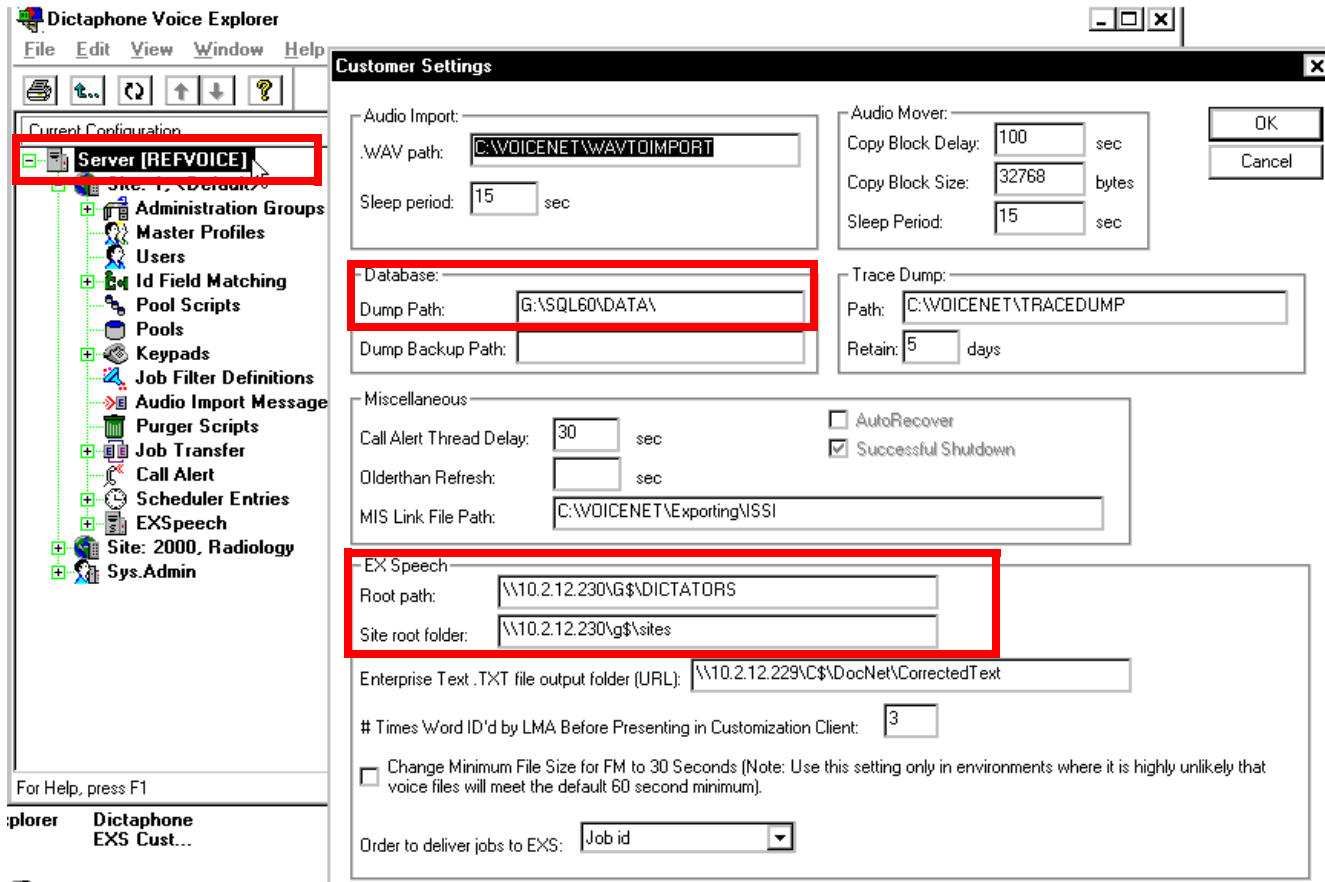 Dictaphone Voice Explorer
File Edit View Window Help
Current Configuration
Server [REFVOICE]
Site: 1, <Default>
Administration Groups
Master Profiles
Users
Id Field Matching
Pool Scripts
Pools
Keypads
Job Filter Definitions
Audio Import Message
Purger Scripts
Job Transfer
Call Alert
Scheduler Entries
EXSpeech
Site: 2000, Radiology
Sys.Admin
For Help, press F1
plorer Dictaphone
EXS Cust...
Customer Settings
Audio Import:
.WAV path: C:\VOICENET\WAVTOIMPORT
Sleep period: 15 sec
Audio Mover:
Copy Block Delay: 100 sec
Copy Block Size: 32768 bytes
Sleep Period: 15 sec
OK
Cancel
Database:
Dump Path: G:\SQL60\DATA\
Dump Backup Path:
Trace Dump:
Path: C:\VOICENET\TRACEDUMP
Retain: 5 days
Miscellaneous
Call Alert Thread Delay: 30 sec
Olderthan Refresh: sec
MIS Link File Path: C:\VOICENET\Exporting\ISSI
AutoRecover
Successful Shutdown
EX Speech
Root path: \\10.2.12.230\G$\DICTATORS
Site root folder: \\10.2.12.230\g$\sites
Enterprise Text .TXT file output folder (URL): \\10.2.12.229\C$\DocNet\CorrectedText
# Times Word ID'd by LMA Before Presenting in Customization Client: 3
Change Minimum File Size for FM to 30 Seconds (Note: Use this setting only in environments where it is highly unlikely that
voice files will meet the default 60 second minimum).
Order to deliver jobs to EXS: Job id